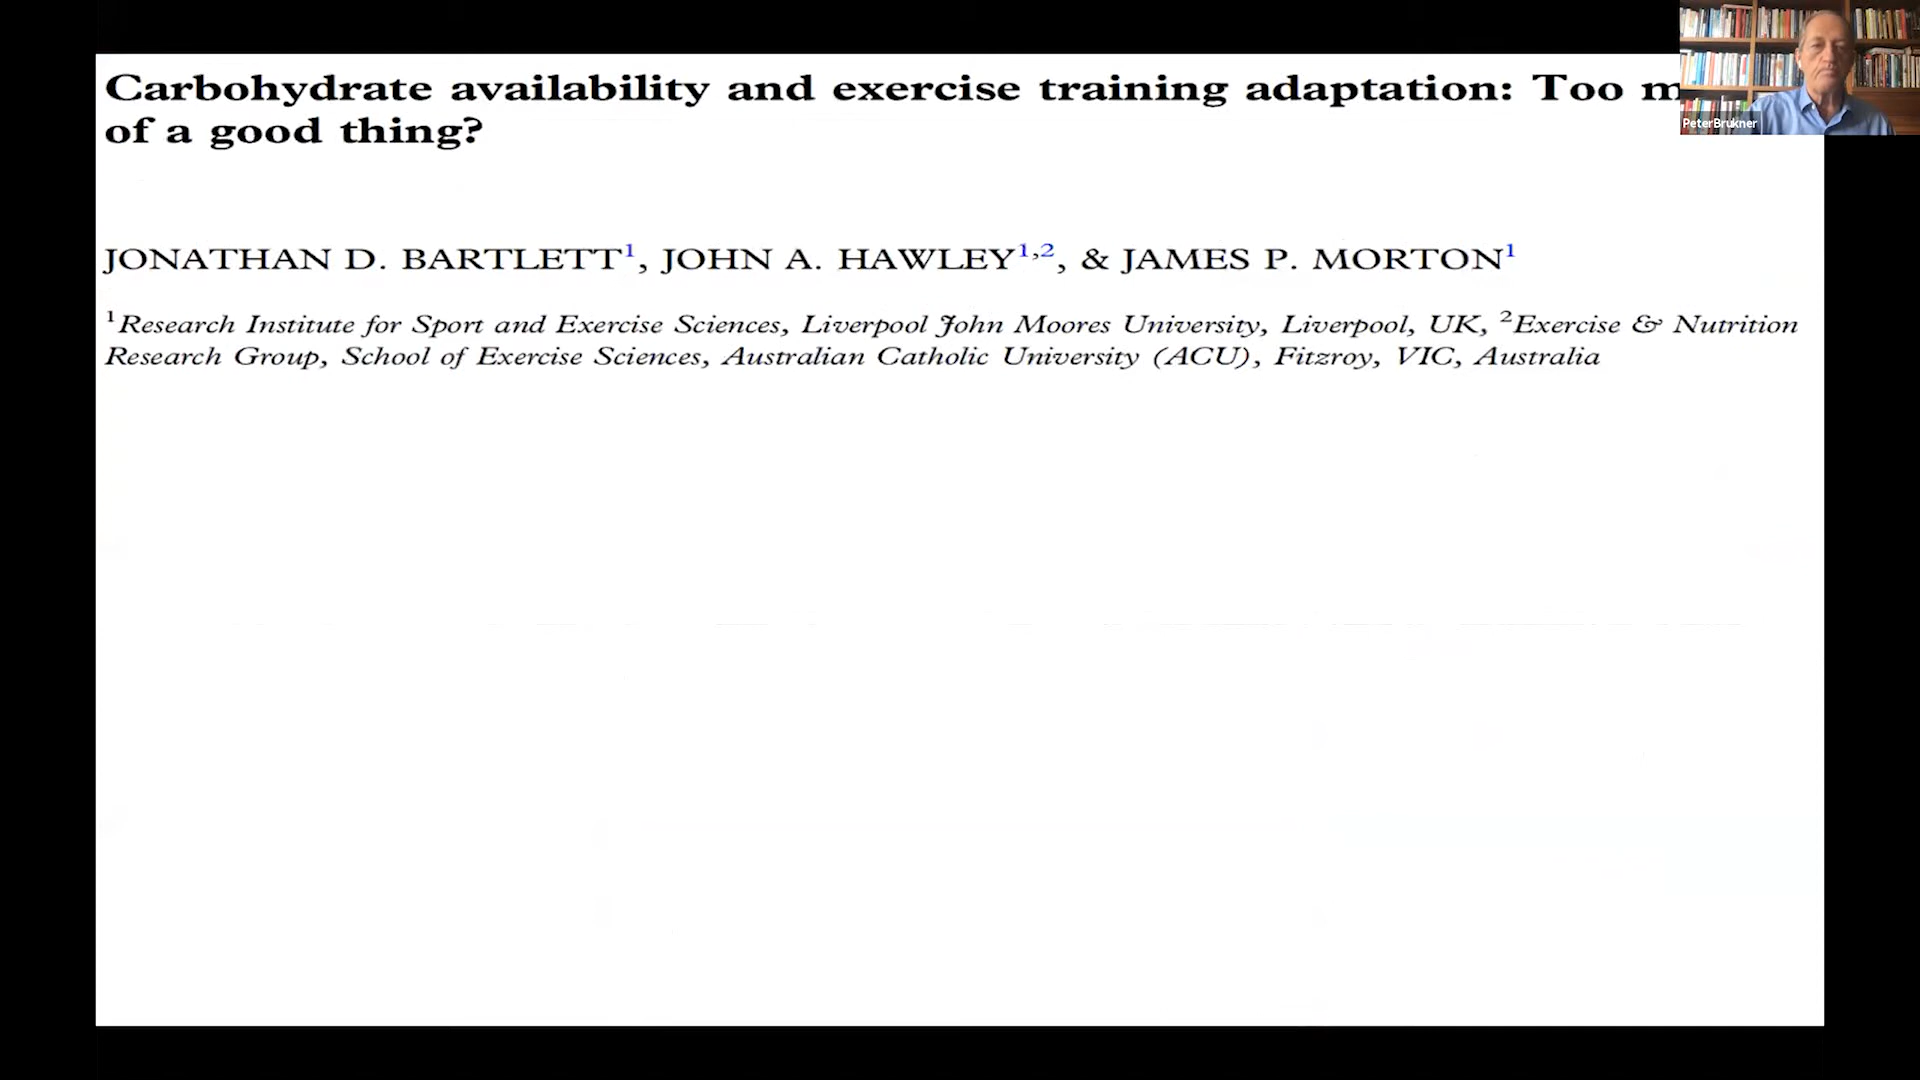 Carbohydrate availability and exercise training adaptation: Too
of a good thing?
JONATHAN D. BARTLETT¹, JOHN A. HAWLEY¹,², & JAMES P. MORTON¹
¹Research Institute for Sport and Exercise Sciences, Liverpool John Moores University, Liverpool, UK, ²Exercise & Nutrition
Research Group, School of Exercise Sciences, Australian Catholic University (ACU), Fitzroy, VIC, Australia
PeterBrukner